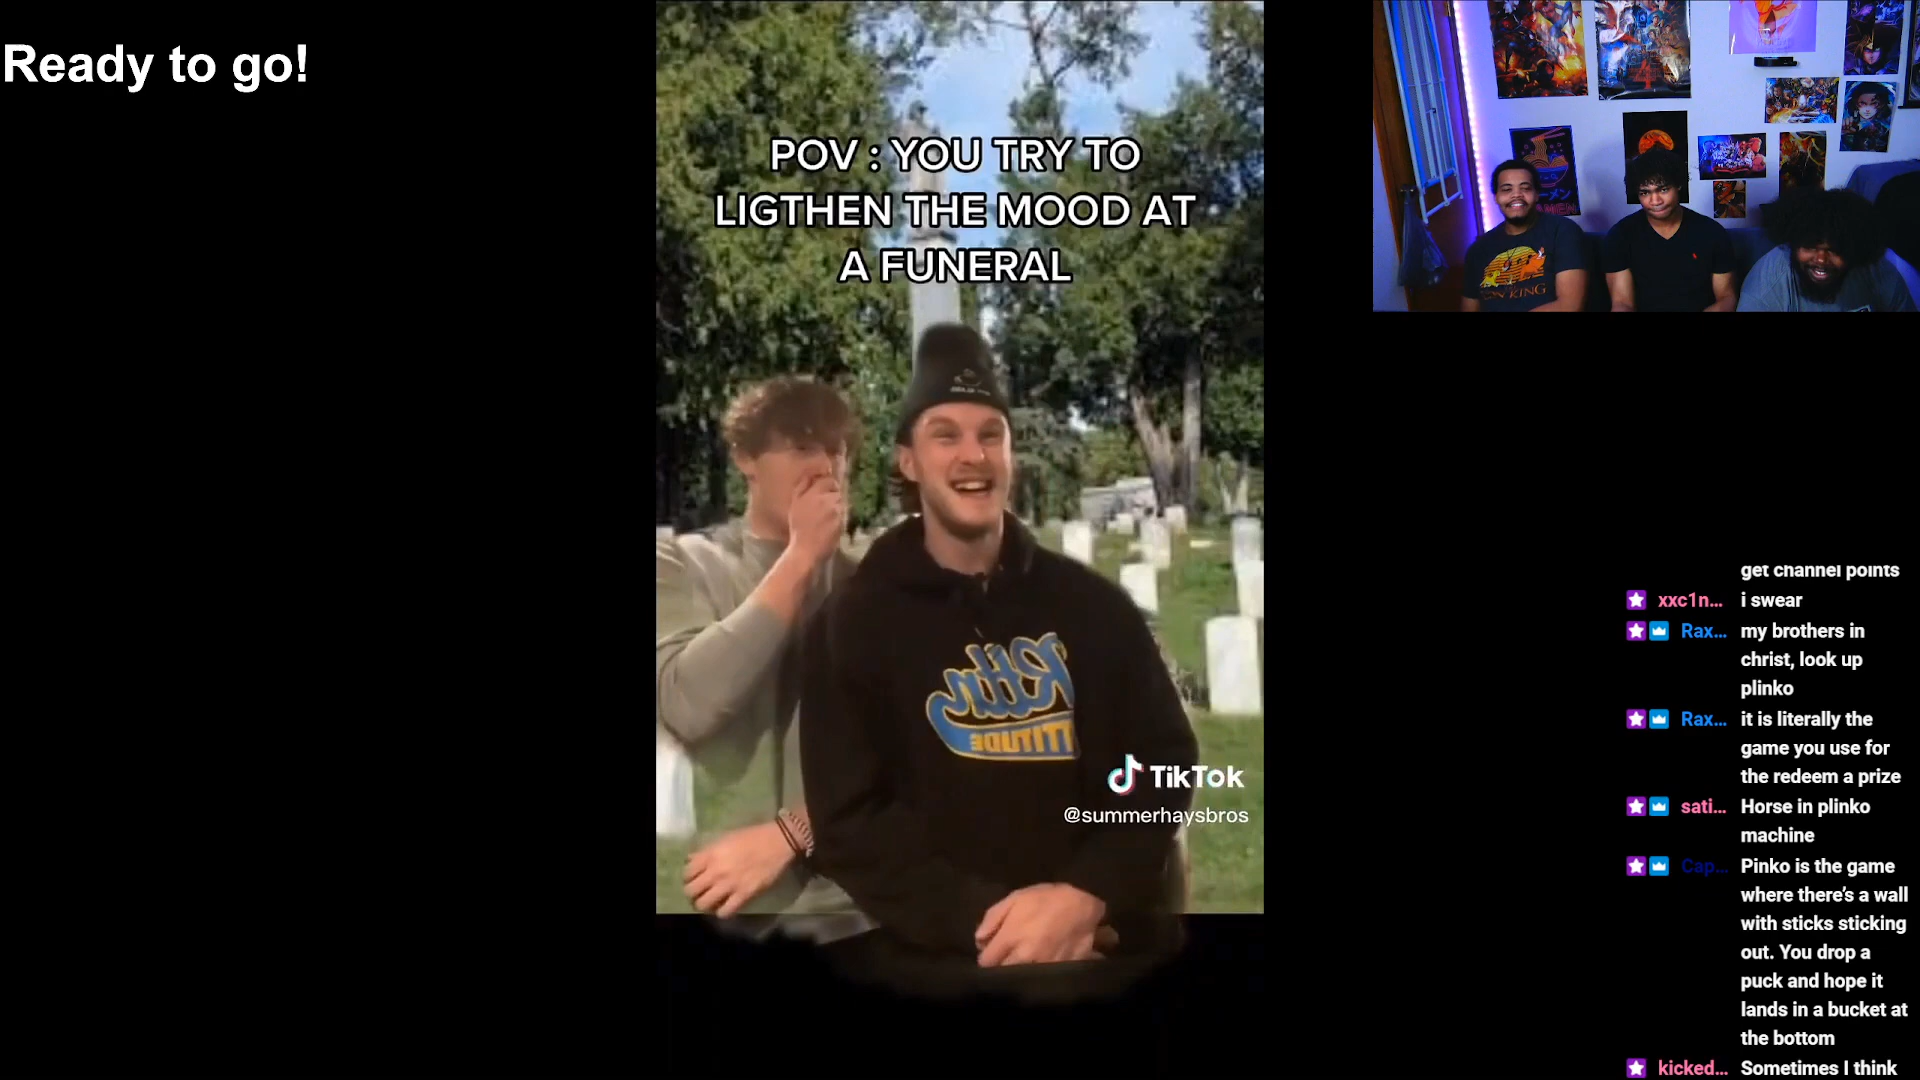 Ready to go!
POV : YOU TRY TO
LIGTHEN THE MOOD AT
A FUNERAL
TikTok
@summerhaysbros
LION KING
get channel points
xxc1n... i swear
Rax... my brothers in
christ, look up
plinko
Rax... it is literally the
game you use for
the redeem a prize
sati... Horse in plinko
machine
Cap... Pinko is the game
where there's a wall
with sticks sticking
out. You drop a
puck and hope it
lands in a bucket at
the bottom
kicked... Sometimes I think